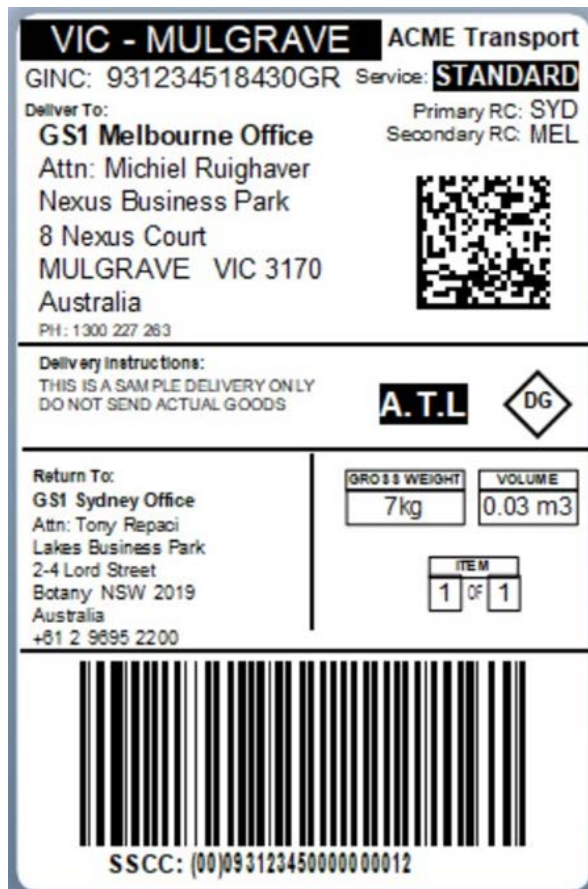 VIC - MULGRAVE
ACME Transport
GINC: 931234518430GR
Service: STANDARD
Deliver To:
GS1 Melbourne Office
Attn: Michiel Ruighaver
Nexus Business Park
8 Nexus Court
MULGRAVE VIC 3170
Australia
PH: 1300 227 263
Primary RC: SYD
Secondary RC: MEL
Delivery Instructions:
THIS IS A SAMPLE DELIVERY ONLY
DO NOT SEND ACTUAL GOODS
A.T.L
DG
Return To:
GS1 Sydney Office
Attn: Tony Repaci
Lakes Business Park
2-4 Lord Street
Botany NSW 2019
Australia
+61 2 9695 2200
GROSS WEIGHT
7kg
VOLUME
0.03 m3
ITEM
1 OF 1
SSCC: (00)093123450000000012